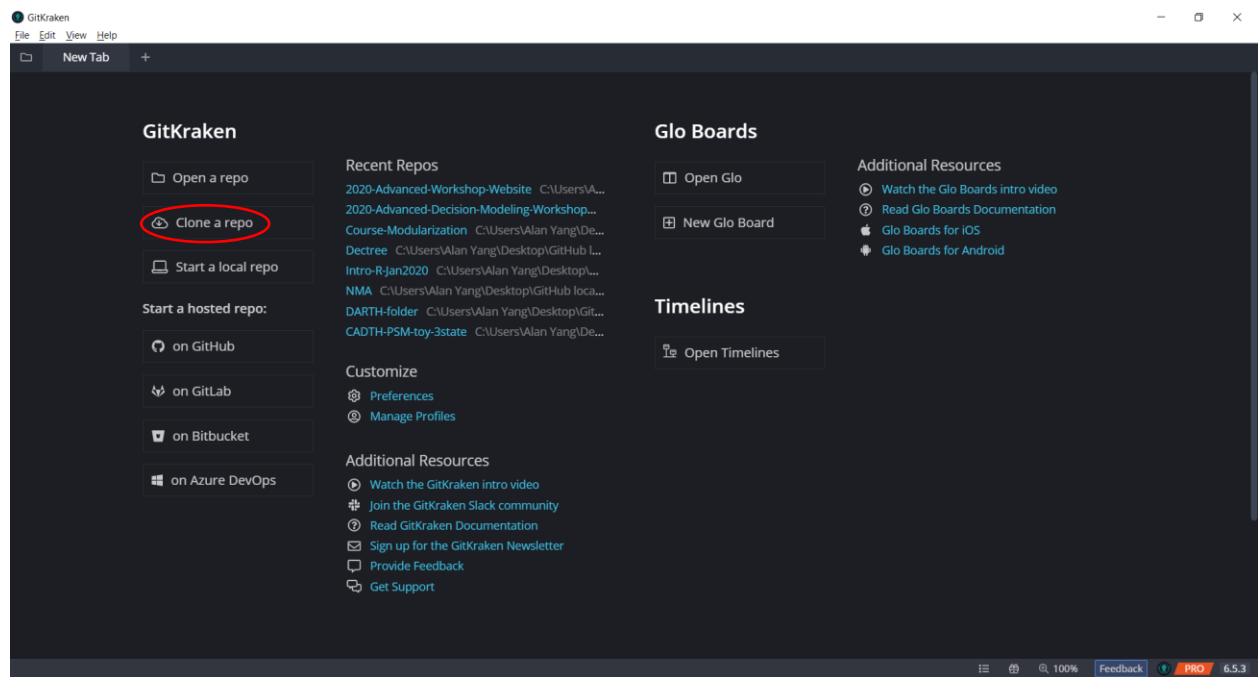 GitKraken
File Edit View Help
New Tab +
GitKraken
Open a repo
Clone a repo
Start a local repo
Start a hosted repo:
on GitHub
on GitLab
on Bitbucket
on Azure DevOps
Recent Repos
2020-Advanced-Workshop-Website C:\Users\A...
2020-Advanced-Decision-Modeling-Workshop...
Course-Modularization C:\Users\Alan Yang\De...
Dectree C:\Users\Alan Yang\Desktop\GitHub l...
Intro-R-Jan2020 C:\Users\Alan Yang\Desktop\...
NMA C:\Users\Alan Yang\Desktop\GitHub loca...
DARTH-folder C:\Users\Alan Yang\Desktop\Git...
CADTH-PSM-toy-3state C:\Users\Alan Yang\De...
Customize
Preferences
Manage Profiles
Additional Resources
Watch the GitKraken intro video
Join the GitKraken Slack community
Read GitKraken Documentation
Sign up for the GitKraken Newsletter
Provide Feedback
Get Support
Glo Boards
Open Glo
New Glo Board
Additional Resources
Watch the Glo Boards intro video
Read Glo Boards Documentation
Glo Boards for iOS
Glo Boards for Android
Timelines
Open Timelines
100% Feedback PRO 6.5.3